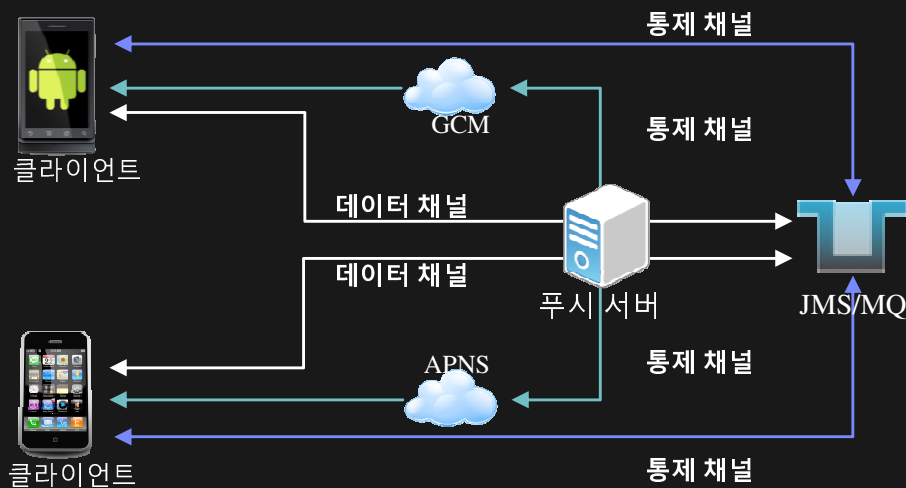 통제 채널
GCM
통제 채널
클라이언트
데이터 채널
데이터 채널
푸시 서버
JMS/MQ
APNS
통제 채널
클라이언트
통제 채널